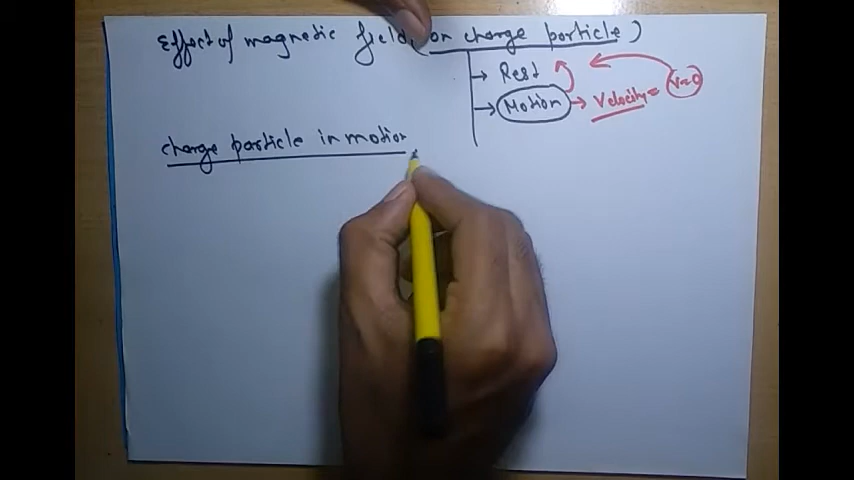 Effect of magnetic field (on charge particle)
→ Rest
→ Motion → Velocity = v=0
charge particle in motion